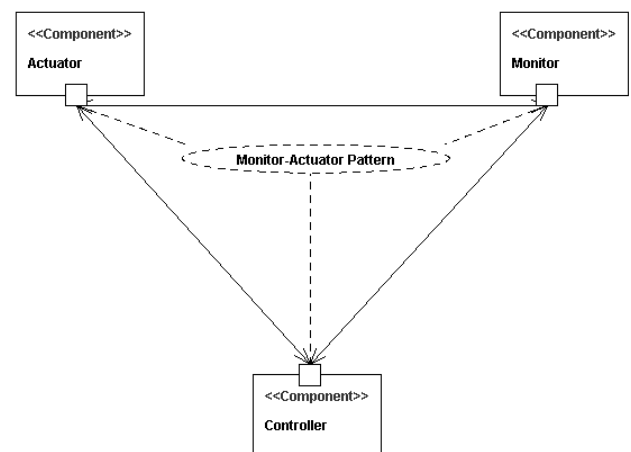 <<Component>>
Actuator
<<Component>>
Monitor
Monitor-Actuator Pattern
<<Component>>
Controller